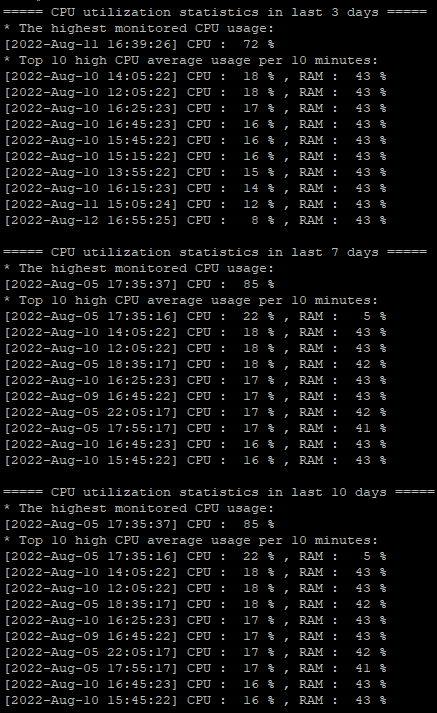 ===== CPU utilization statistics in last 3 days =====
* The highest monitored CPU usage:
[2022-Aug-11 16:39:26] CPU :  72 %
* Top 10 high CPU average usage per 10 minutes:
[2022-Aug-10 14:05:22] CPU :  18 % , RAM :  43 %
[2022-Aug-10 12:05:22] CPU :  18 % , RAM :  43 %
[2022-Aug-10 16:25:23] CPU :  17 % , RAM :  43 %
[2022-Aug-10 16:45:23] CPU :  16 % , RAM :  43 %
[2022-Aug-10 15:45:22] CPU :  16 % , RAM :  43 %
[2022-Aug-10 15:15:22] CPU :  16 % , RAM :  43 %
[2022-Aug-10 13:55:22] CPU :  15 % , RAM :  43 %
[2022-Aug-10 16:15:23] CPU :  14 % , RAM :  43 %
[2022-Aug-11 15:05:24] CPU :  12 % , RAM :  43 %
[2022-Aug-12 16:55:25] CPU :   8 % , RAM :  43 %

===== CPU utilization statistics in last 7 days =====
* The highest monitored CPU usage:
[2022-Aug-05 17:35:37] CPU :  85 %
* Top 10 high CPU average usage per 10 minutes:
[2022-Aug-05 17:35:16] CPU :  22 % , RAM :   5 %
[2022-Aug-10 14:05:22] CPU :  18 % , RAM :  43 %
[2022-Aug-10 12:05:22] CPU :  18 % , RAM :  43 %
[2022-Aug-05 18:35:17] CPU :  18 % , RAM :  42 %
[2022-Aug-10 16:25:23] CPU :  17 % , RAM :  43 %
[2022-Aug-09 16:45:22] CPU :  17 % , RAM :  43 %
[2022-Aug-05 22:05:17] CPU :  17 % , RAM :  42 %
[2022-Aug-05 17:55:17] CPU :  17 % , RAM :  41 %
[2022-Aug-10 16:45:23] CPU :  16 % , RAM :  43 %
[2022-Aug-10 15:45:22] CPU :  16 % , RAM :  43 %

===== CPU utilization statistics in last 10 days =====
* The highest monitored CPU usage:
[2022-Aug-05 17:35:37] CPU :  85 %
* Top 10 high CPU average usage per 10 minutes:
[2022-Aug-05 17:35:16] CPU :  22 % , RAM :   5 %
[2022-Aug-10 14:05:22] CPU :  18 % , RAM :  43 %
[2022-Aug-10 12:05:22] CPU :  18 % , RAM :  43 %
[2022-Aug-05 18:35:17] CPU :  18 % , RAM :  42 %
[2022-Aug-10 16:25:23] CPU :  17 % , RAM :  43 %
[2022-Aug-09 16:45:22] CPU :  17 % , RAM :  43 %
[2022-Aug-05 22:05:17] CPU :  17 % , RAM :  42 %
[2022-Aug-05 17:55:17] CPU :  17 % , RAM :  41 %
[2022-Aug-10 16:45:23] CPU :  16 % , RAM :  43 %
[2022-Aug-10 15:45:22] CPU :  16 % , RAM :  43 %